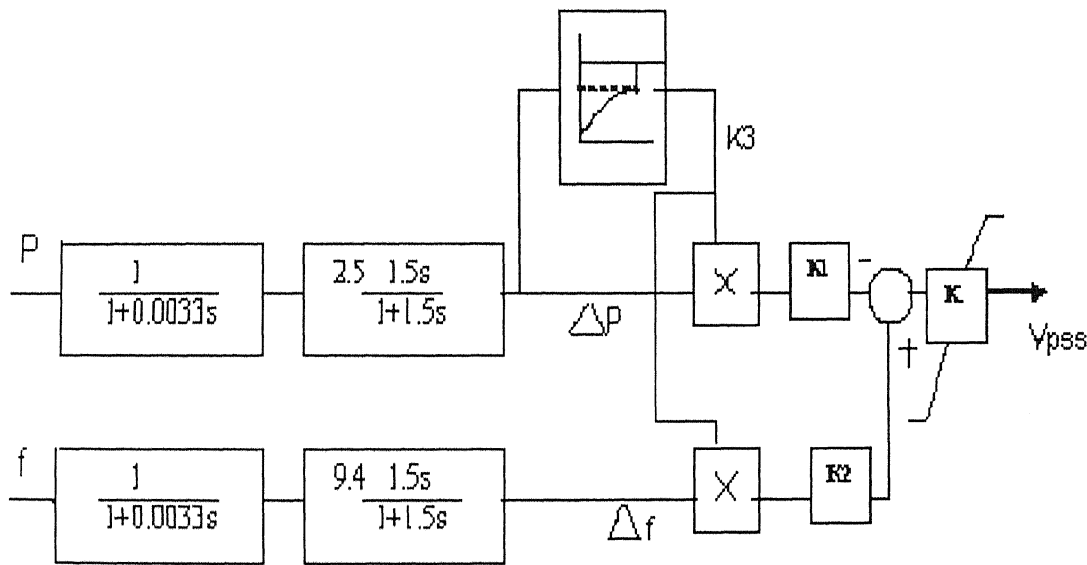 K3
P
1
1+0.0033s
2.5 1.5s
1+1.5s
ΔP
X
K1
-
K
Vpss
+
f
1
1+0.0033s
9.4 1.5s
1+1.5s
Δf
X
K2